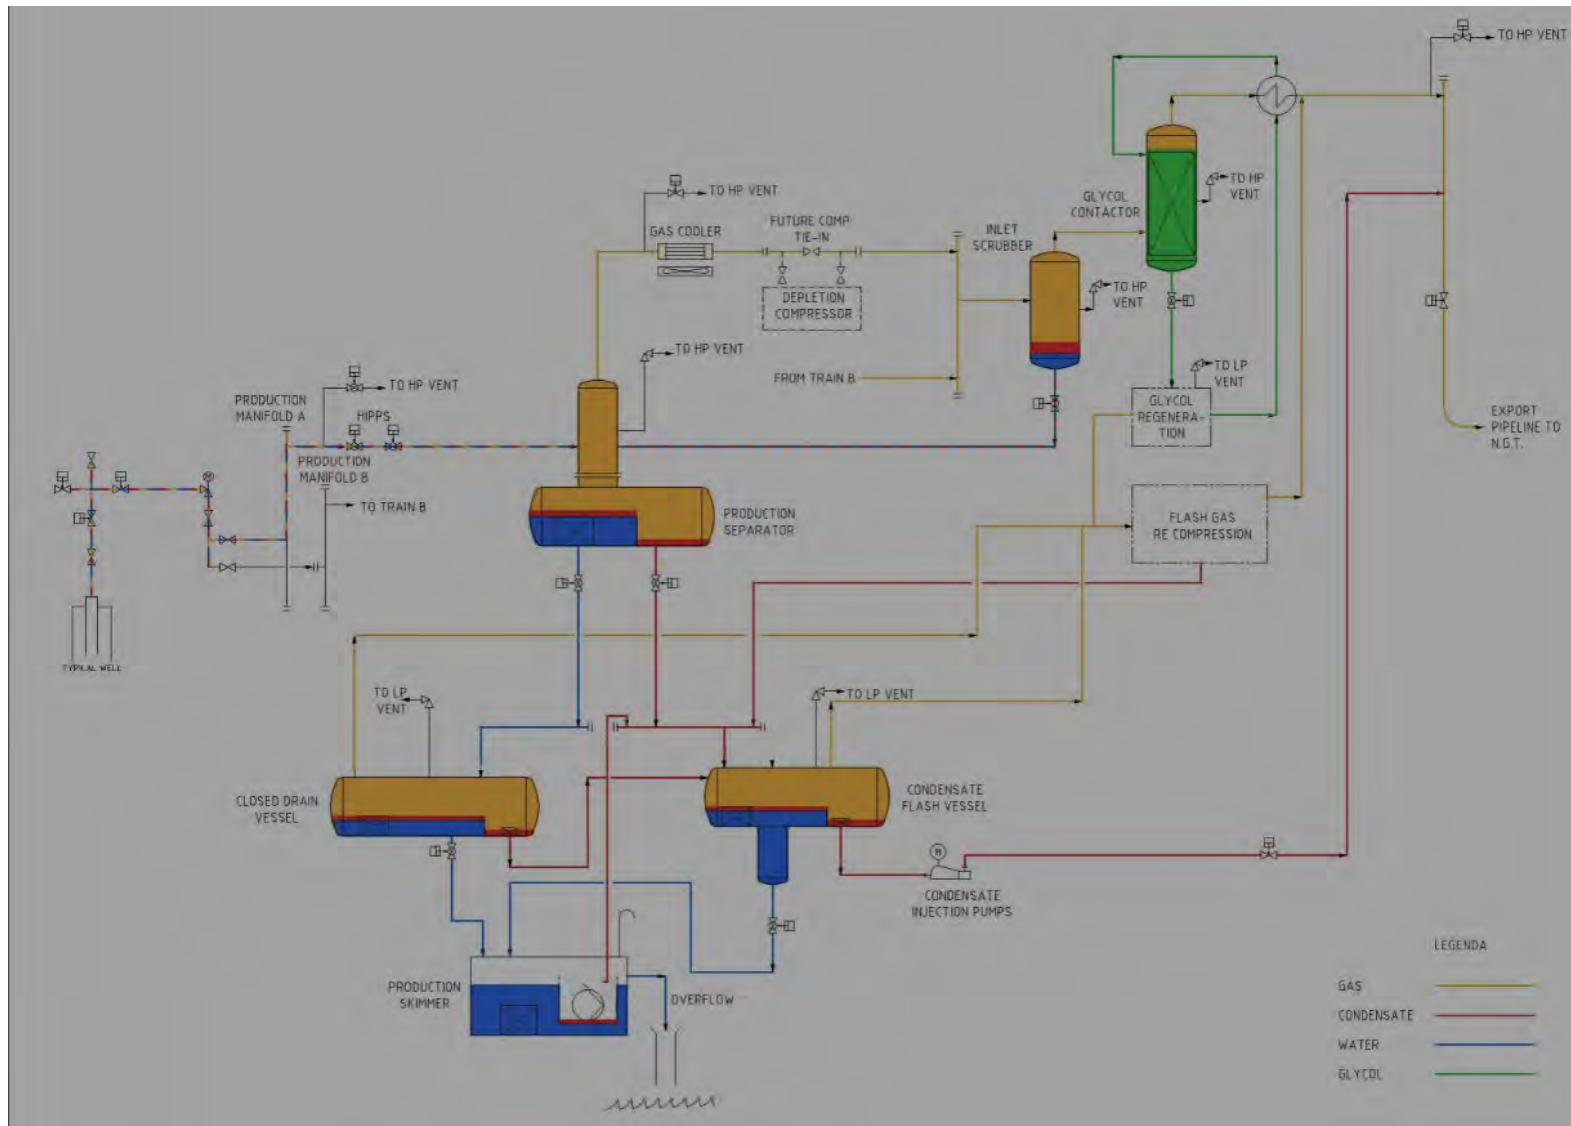 TO HP VENT
GLYCOL
CONTACTOR
TO HP
VENT
TO HP VENT
GAS COOLER
FUTURE COMP
TIE-IN
DEPLETION
COMPRESSOR
INLET
SCRUBBER
TO HP
VENT
FROM TRAIN B
TO HP VENT
TO HP VENT
PRODUCTION
MANIFOLD A
HIPPS
PRODUCTION
MANIFOLD B
TO TRAIN B
M
TYPICAL WELL
TO LP
VENT
GLYCOL
REGENERA-
TION
EXPORT
PIPELINE TO
N.G.T.
PRODUCTION
SEPARATOR
FLASH GAS
RE COMPRESSION
TO LP
VENT
TO LP VENT
CLOSED DRAIN
VESSEL
CONDENSATE
FLASH VESSEL
M
CONDENSATE
INJECTION PUMPS
PRODUCTION
SKIMMER
OVERFLOW
LEGENDA
GAS
CONDENSATE
WATER
GLYCOL